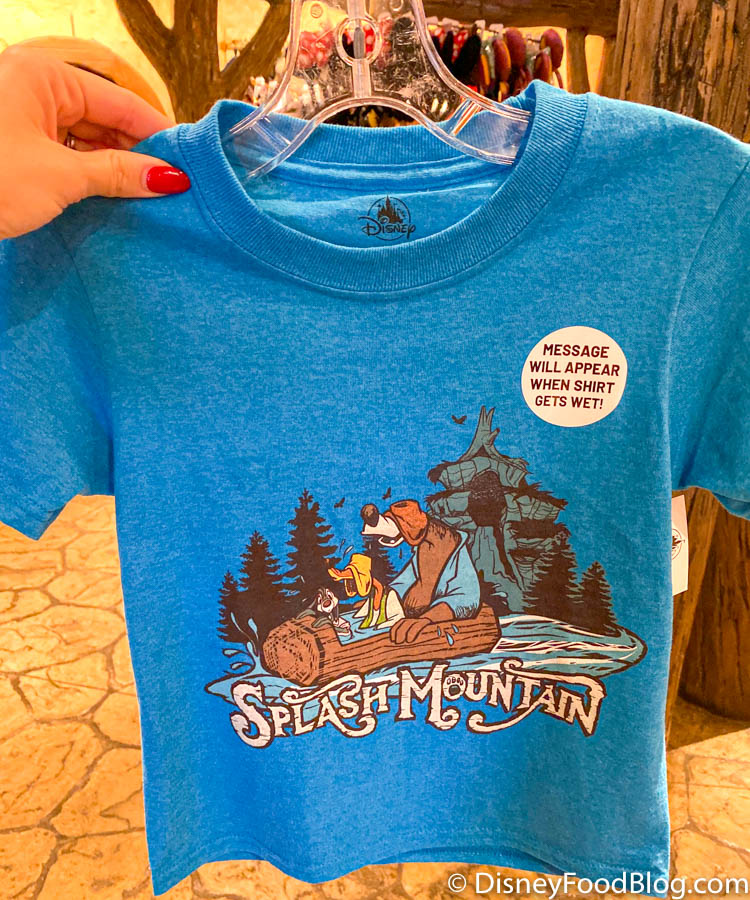 Disney
MESSAGE
WILL APPEAR
WHEN SHIRT
GETS WET!
SPLASH MOUNTAIN
© DisneyFoodBlog.com